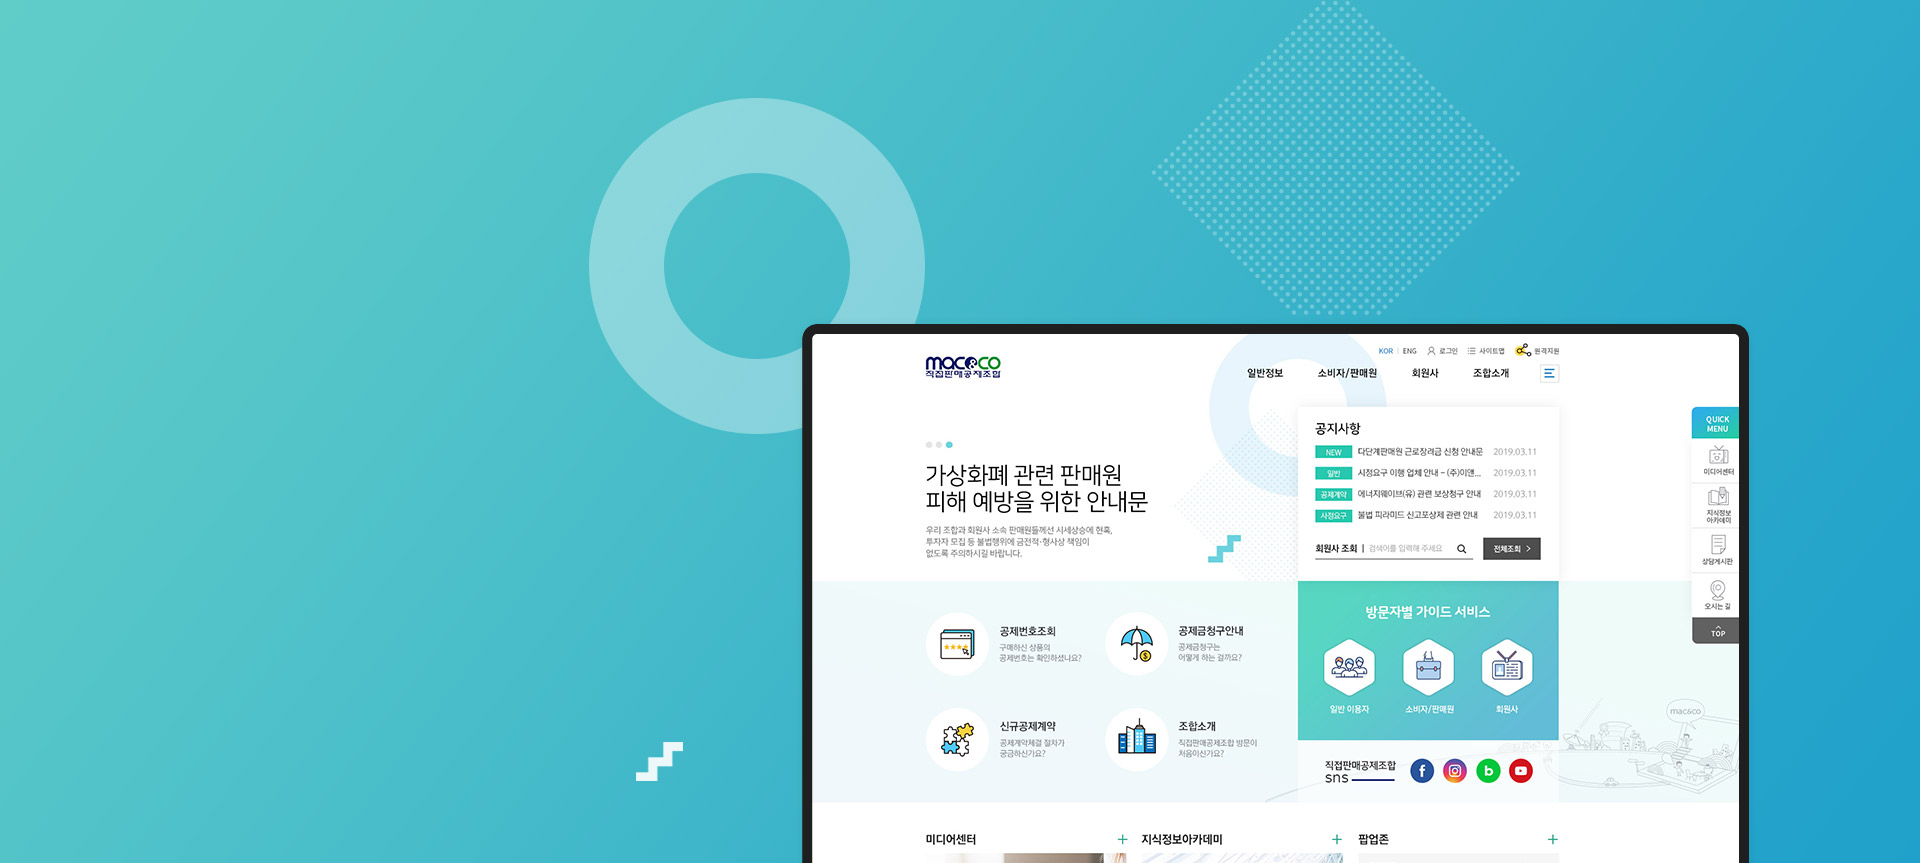 mac&co
직접판매공제조합
KOR | ENG 로그인 사이트맵 원격지원
일반정보 소비자/판매원 회원사 조합소개
가상화폐 관련 판매원
피해 예방을 위한 안내문
우리 조합과 회원사 소속 판매원들께선 시세상승에 현혹,
투자자 모집 등 불법행위에 금전적·형사상 책임이
없도록 주의하시길 바랍니다.
공지사항
NEW 다단계판매원 근로장려금 신청 안내문 2019.03.11
일반 시정요구 이행 업체 안내 – (주)이앤... 2019.03.11
공제계약 에너지웨이브(유) 관련 보상청구 안내 2019.03.11
시정요구 불법 피라미드 신고포상제 관련 안내 2019.03.11
회원사 조회 | 검색어를 입력해 주세요
전체조회 >
QUICK
MENU
미디어센터
지식정보
아카데미
상담게시판
오시는 길
TOP
공제번호조회
구매하신 상품의
공제번호는 확인하셨나요?
공제금청구안내
공제금청구는
어떻게 하는 걸까요?
신규공제계약
공제계약체결 절차가
궁금하신가요?
조합소개
직접판매공제조합 방문이
처음이신가요?
방문자별 가이드 서비스
일반 이용자 소비자/판매원 회원사
직접판매공제조합
sns
mac&co
미디어센터 + 지식정보아카데미 + 팝업존 +